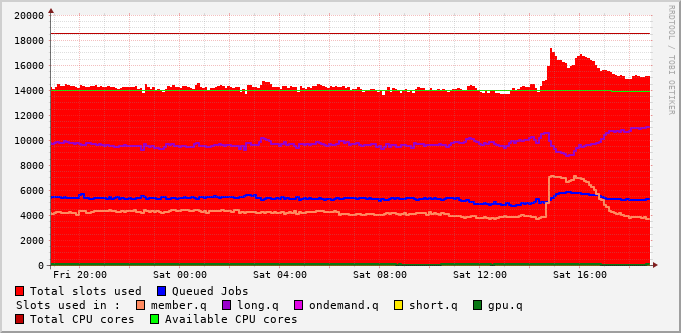 RRDTOOL / TOBI OETIKER
20000
18000
16000
14000
12000
10000
8000
6000
4000
2000
0
Fri 20:00 Sat 00:00 Sat 04:00 Sat 08:00 Sat 12:00 Sat 16:00
Total slots used Queued Jobs
Slots used in : member.q long.q ondemand.q short.q gpu.q
Total CPU cores Available CPU cores